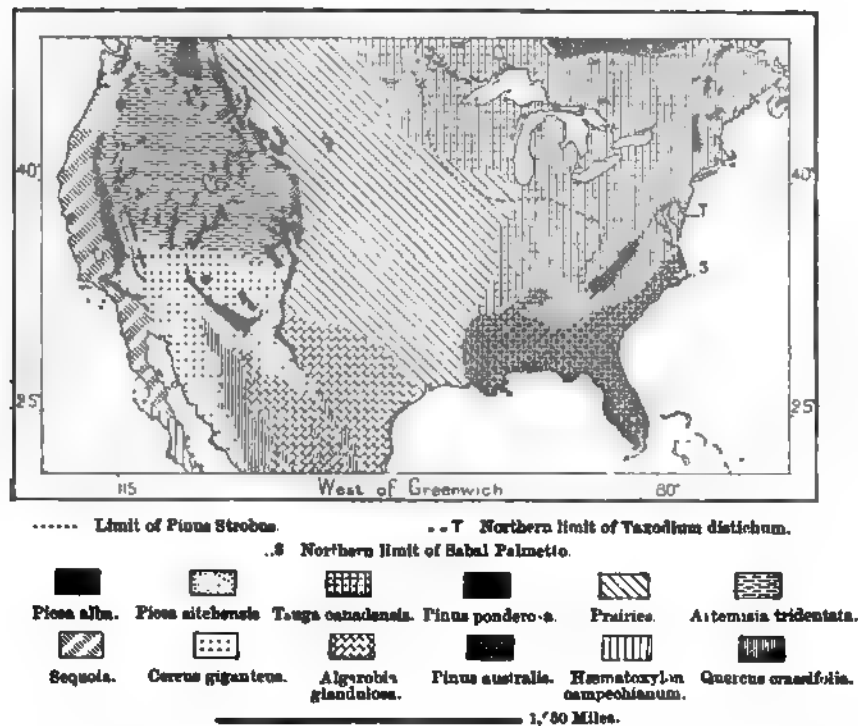 40°
40°
T
S
25°
25°
115
West of Greenwich
80°
...... Limit of Pinus Strobus.
...T Northern limit of Taxodium distichum.
..S Northern limit of Sabal Palmetto.
Picea alba. Picea sitchensis Tsuga canadensis. Pinus ponderosa. Prairies. Artemisia tridentata.
Sequoia. Cereus giganteus. Algarobia Pinus australis. Hæmatoxylon Quercus crassifolia.
glandulosa. campechianum.
Miles.